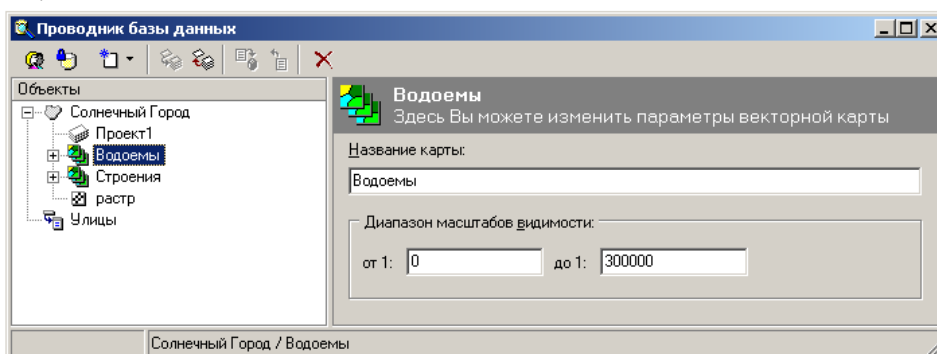 Проводник базы данных
Объекты
Солнечный Город
Проект1
Водоемы
Строения
растр
Улицы
Водоемы
Здесь Вы можете изменить параметры векторной карты
Название карты:
Водоемы
Диапазон масштабов видимости:
от 1: 0 до 1: 300000
Солнечный Город / Водоемы